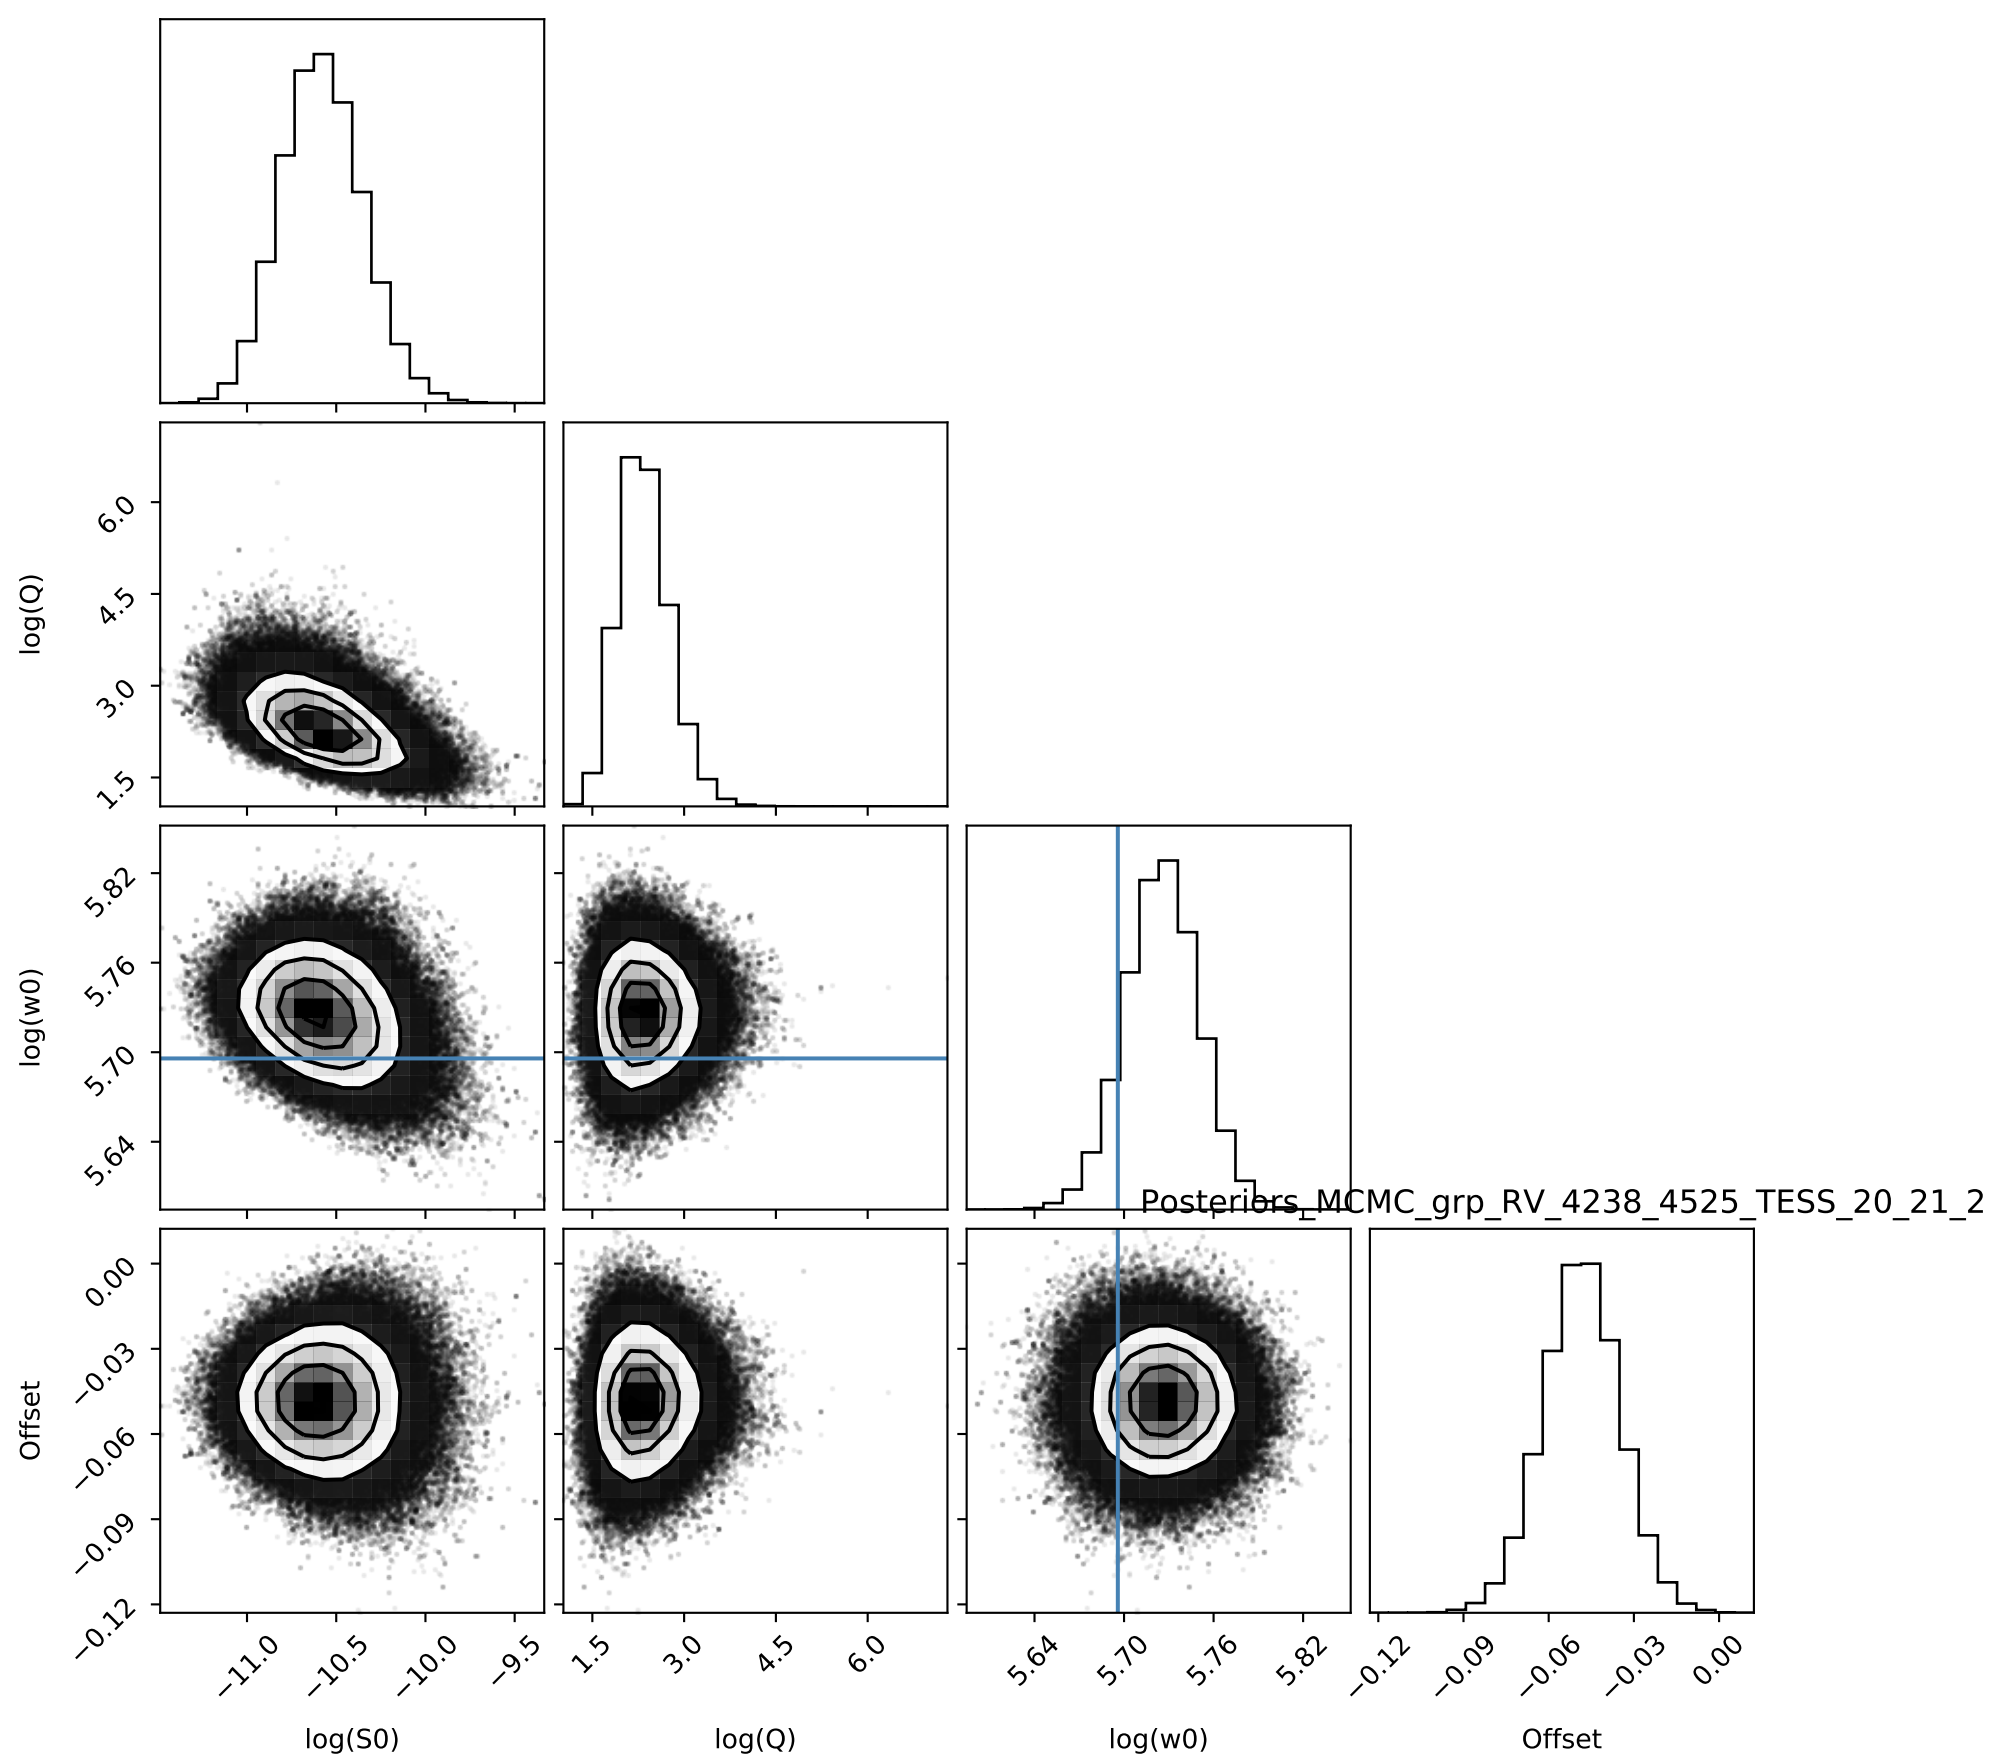 6.0
4.5
3.0
1.5
log(Q)
5.82
5.76
5.70
5.64
log(w0)
Posteriors_MCMC_grp_RV_4238_4525_TESS_20_21_2
0.00
−0.03
−0.06
−0.09
−0.12
Offset
−11.0 −10.5 −10.0 −9.5 1.5 3.0 4.5 6.0 5.64 5.70 5.76 5.82 −0.12 −0.09 −0.06 −0.03 0.00
log(S0) log(Q) log(w0) Offset